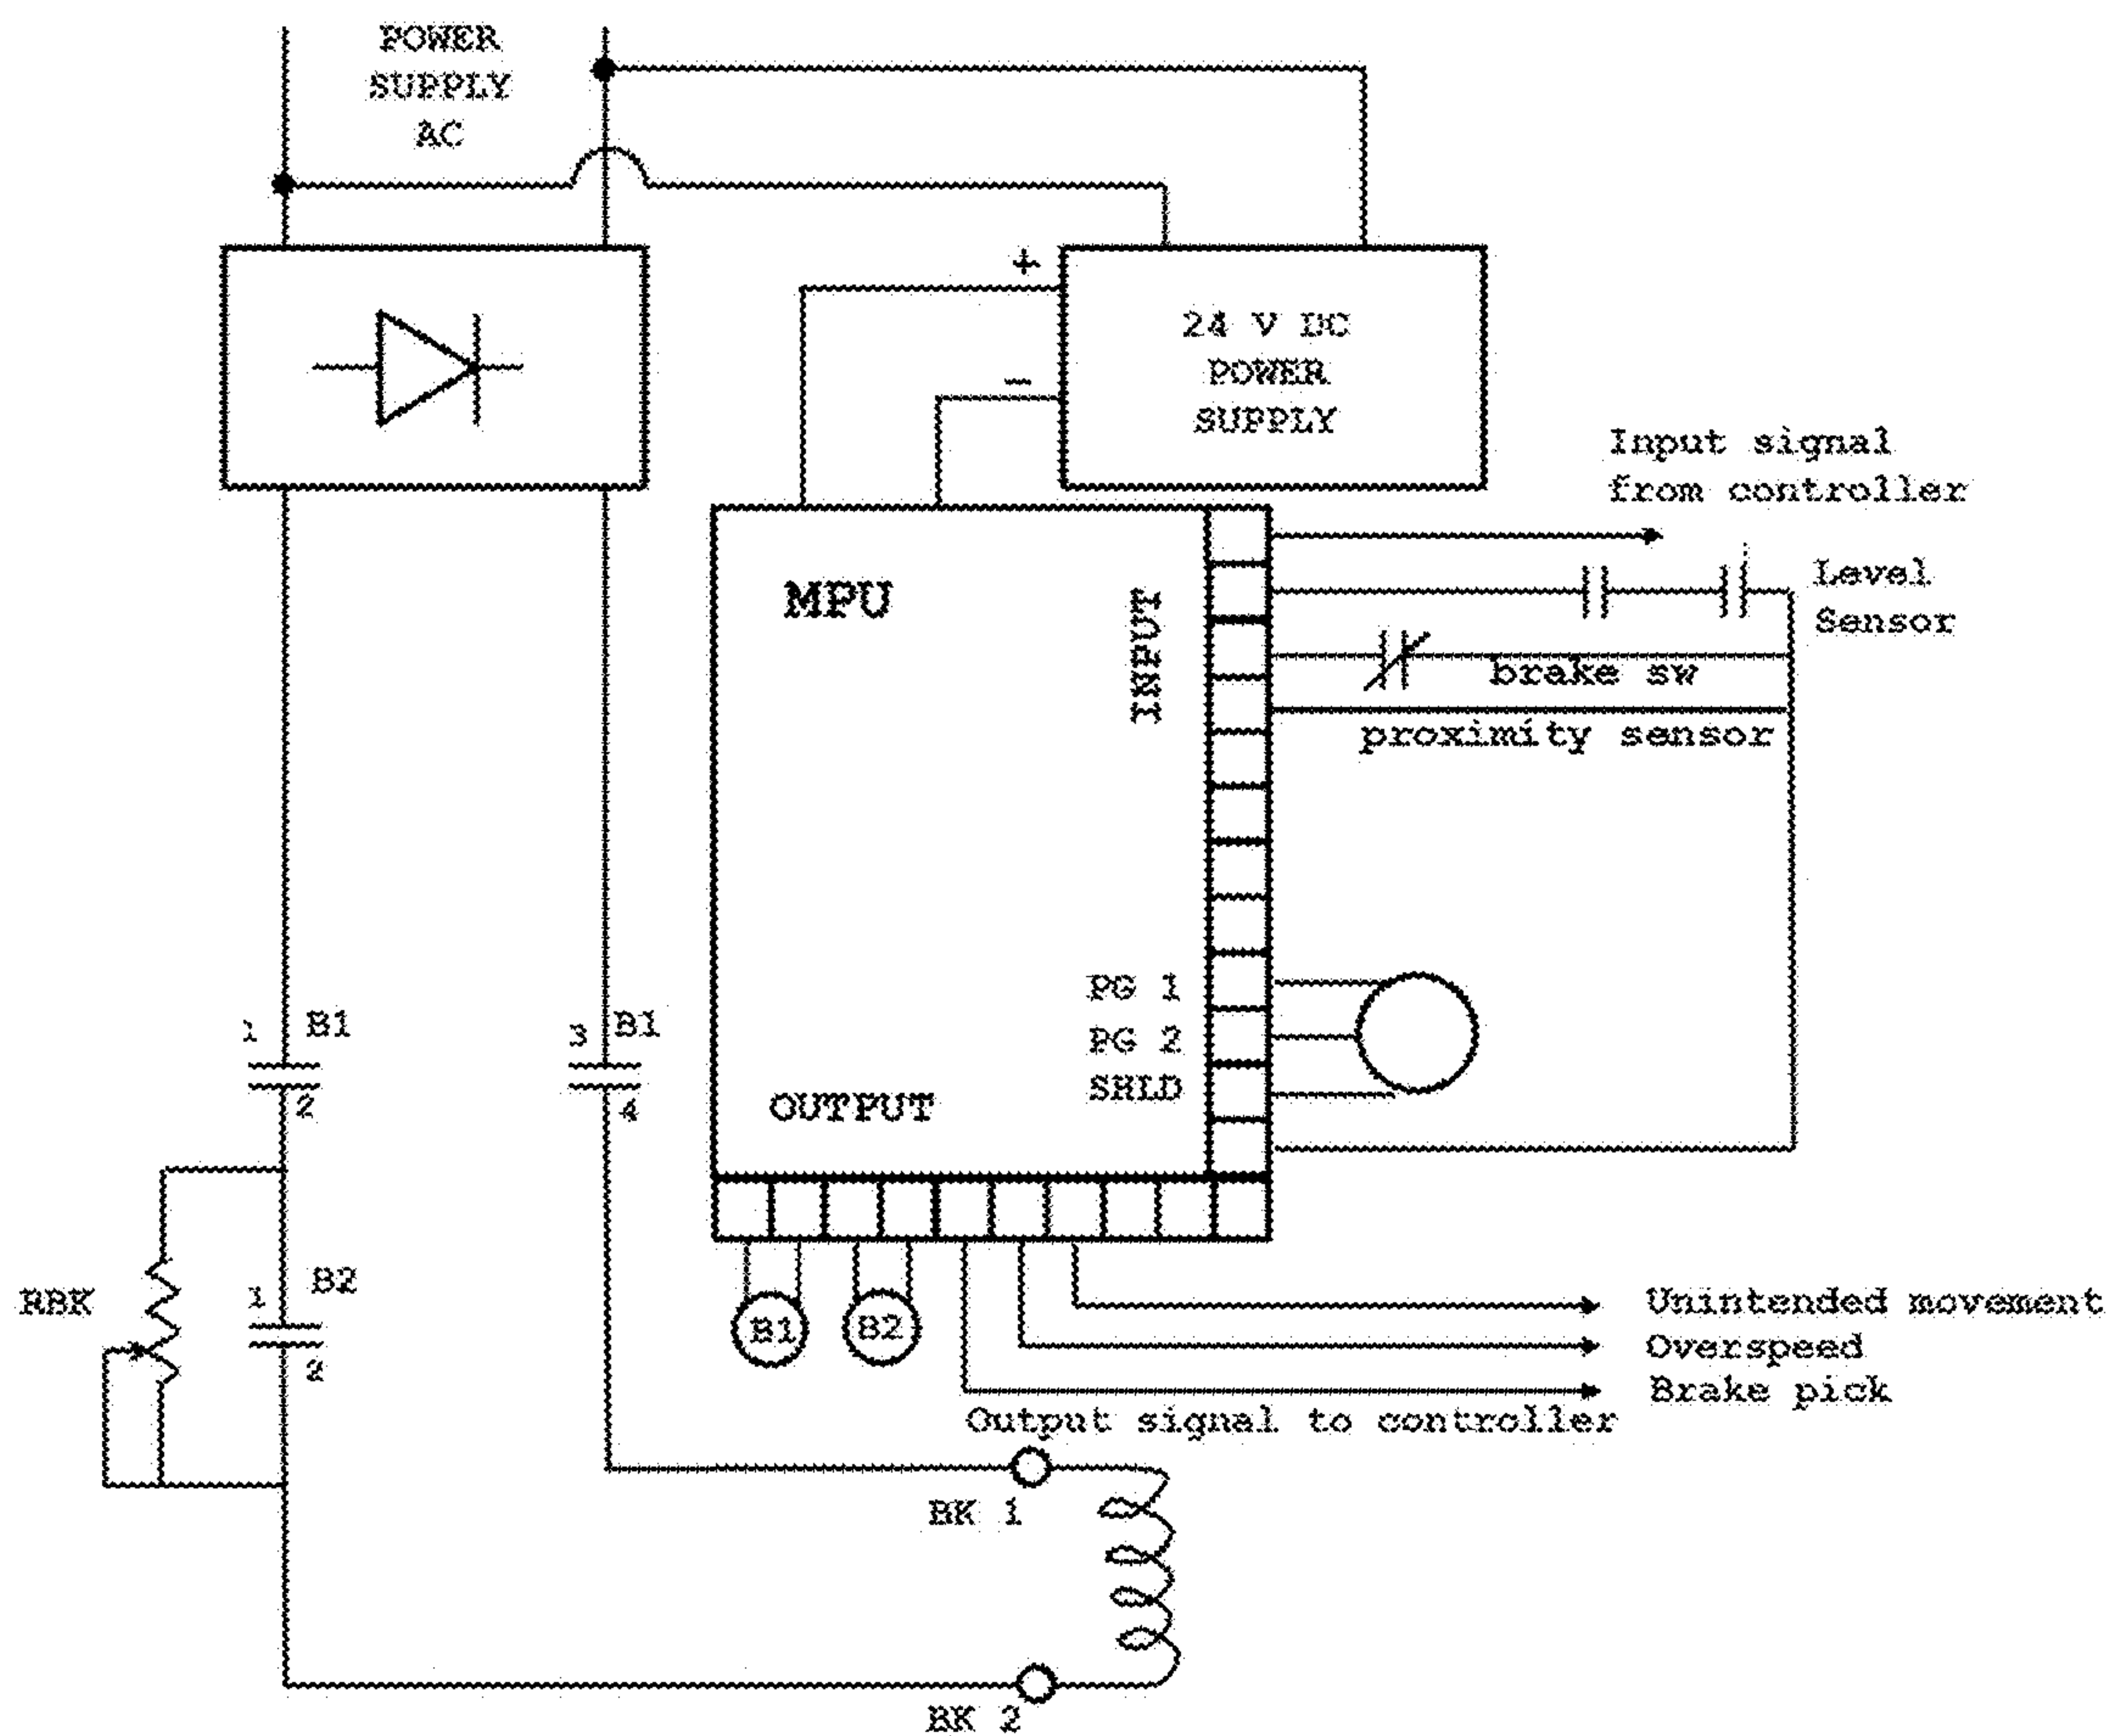 POWER
SUPPLY
AC
+
24 V DC
POWER
SUPPLY
−
Input signal
from controller
Level
Sensor
MPU
INPUT
brake sw
proximity sensor
PG 1
PG 2
SHLD
OUTPUT
1 B1
2
3 B1
4
RBK
1 B2
2
B1
B2
Unintended movement
Overspeed
Brake pick
Output signal to controller
BK 1
BK 2